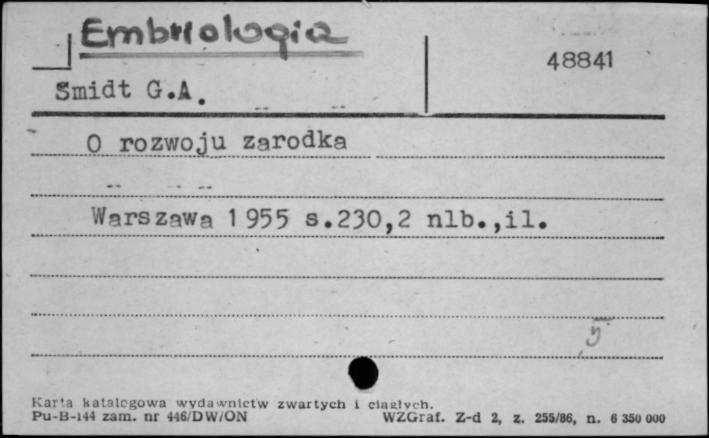 Embriologia
48841
Smidt G.A.
O rozwoju zarodka
Warszawa 1955 s.230,2 nlb.,il.
Karta katalogowa wydawnictw zwartych i ciągłych.
Pu-B-144 zam. nr 446/DW/ON WZGraf. Z-d 2, z. 255/86, n. 6 350 000